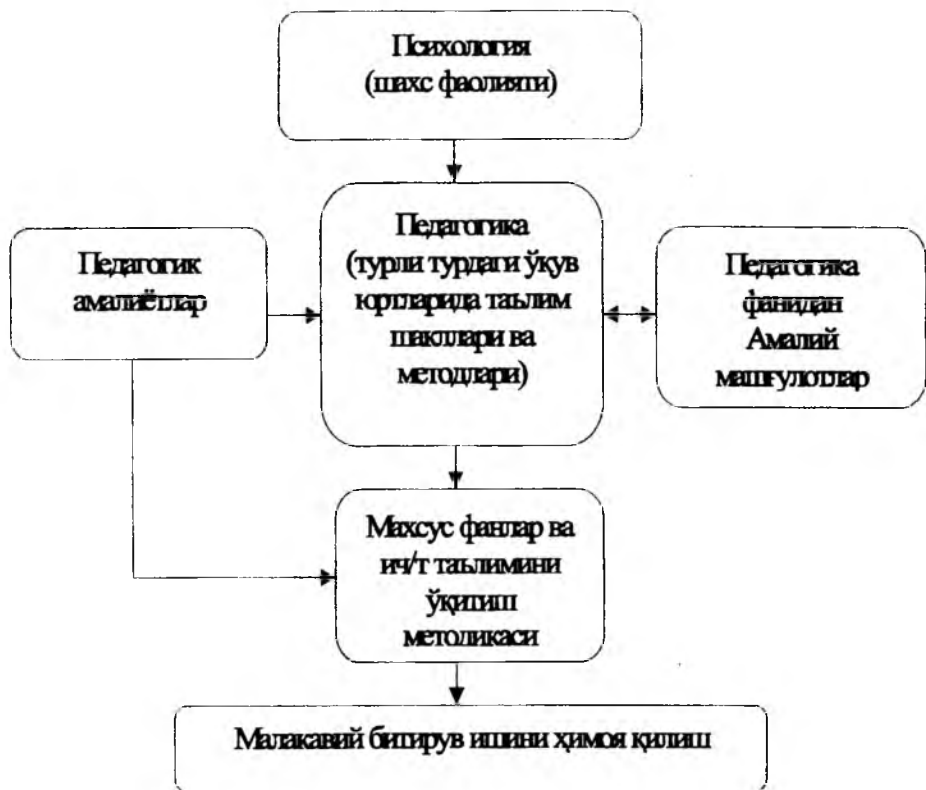 Психология
(шахс фаолияти)
Педагогик
амалиётлар
Педагогика
(турли турдаги ўқув
юртларида таълим
шакллари ва
методлари)
Педагогика
фанидан
Амалий
машғулотлар
Махсус фанлар ва
ич/т таълимини
ўқитиш
методикаси
Малакавий битирув ишини ҳимоя қилиш